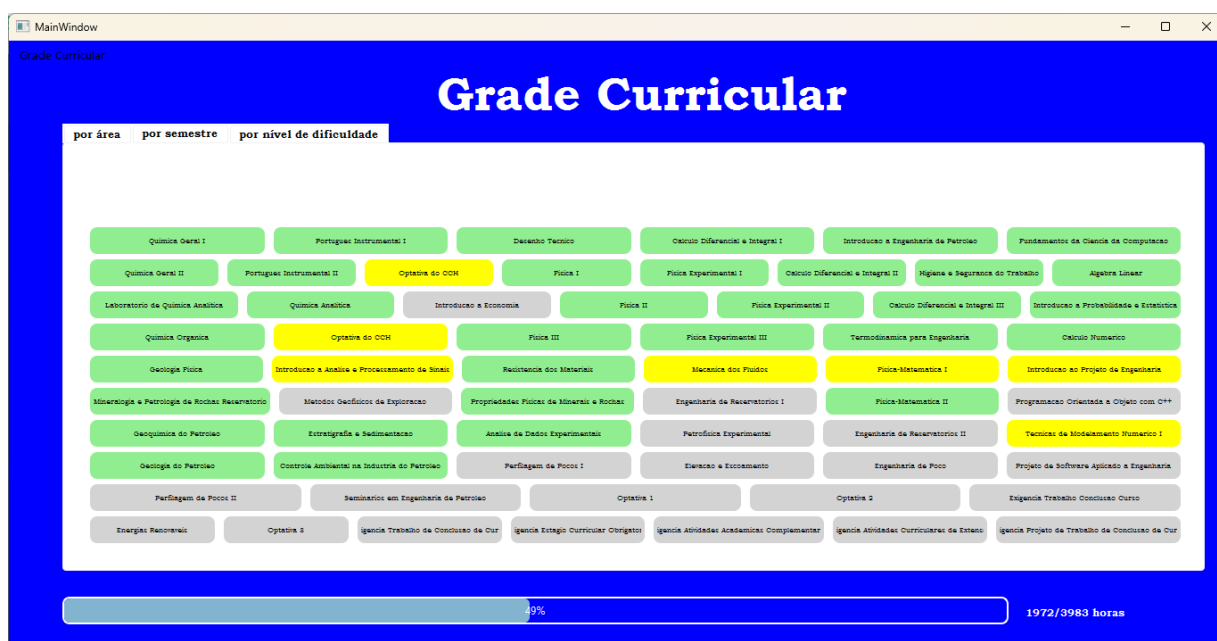 MainWindow
Grade Curricular
Grade Curricular
por área por semestre por nível de dificuldade
Quimica Geral I Portugues Instrumental I Desenho Tecnico Calculo Diferencial e Integral I Introducao a Engenharia de Petroleo Fundamentos da Ciencia da Computacao
Quimica Geral II Portugues Instrumental II Optativa do CCH Fisica I Fisica Experimental I Calculo Diferencial e Integral II Higiene e Seguranca do Trabalho Algebra Linear
Laboratorio de Quimica Analitica Quimica Analitica Introducao a Economia Fisica II Fisica Experimental II Calculo Diferencial e Integral III Introducao a Probabilidade e Estatistica
Quimica Organica Optativa do CCH Fisica III Fisica Experimental III Termodinamica para Engenharia Calculo Numerico
Geologia Fisica Introducao a Analise e Processamento de Sinais Resistencia dos Materiais Mecanica dos Fluidos Fisica-Matematica I Introducao ao Projeto de Engenharia
Mineralogia e Petrologia de Rochas Reservatorio Metodos Geofisicos de Exploracao Propriedades Fisicas de Minerais e Rochas Engenharia de Reservatorios I Fisica-Matematica II Programacao Orientada a Objeto com C++
Geoquimica do Petroleo Estratigrafia e Sedimentacao Analise de Dados Experimentais Petrofisica Experimental Engenharia de Reservatorios II Tecnicas de Modelamento Numerico I
Geologia do Petroleo Controle Ambiental na Industria do Petroleo Perfilagem de Pocos I Elevacao e Escoamento Engenharia de Poco Projeto de Software Aplicado a Engenharia
Perfilagem de Pocos II Seminarios em Engenharia de Petroleo Optativa 1 Optativa 2 Exigencia Trabalho Conclusao Curso
Energias Renovaveis Optativa 3 igencia Trabalho de Conclusao de Cur igencia Estagio Curricular Obrigator igencia Atividades Academicas Complementar igencia Atividades Curriculares de Extens igencia Projeto de Trabalho de Conclusao de Cur
49% 1972/3983 horas